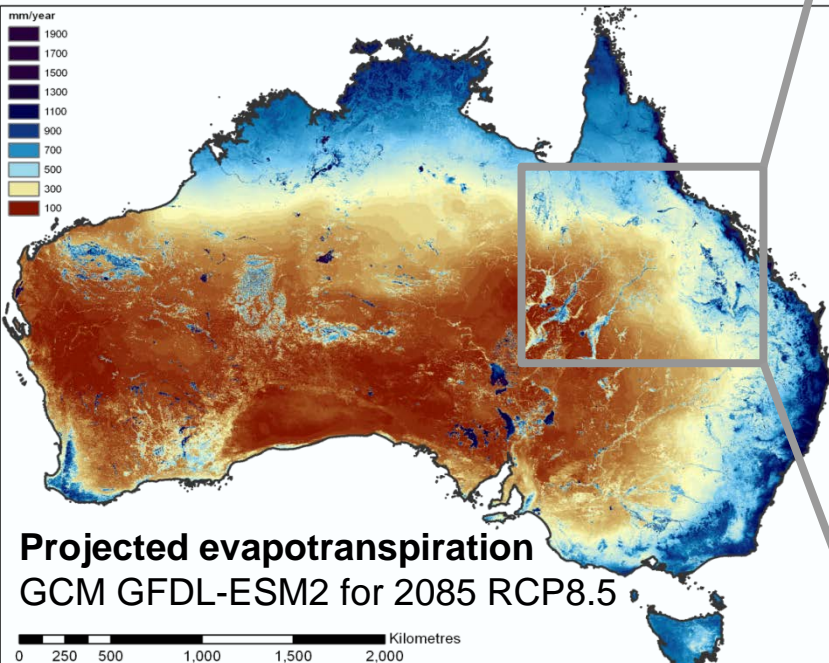 mm/year
1900
1700
1500
1300
1100
900
700
500
300
100
Projected evapotranspiration
GCM GFDL-ESM2 for 2085 RCP8.5
Kilometres
0 250 500 1,000 1,500 2,000